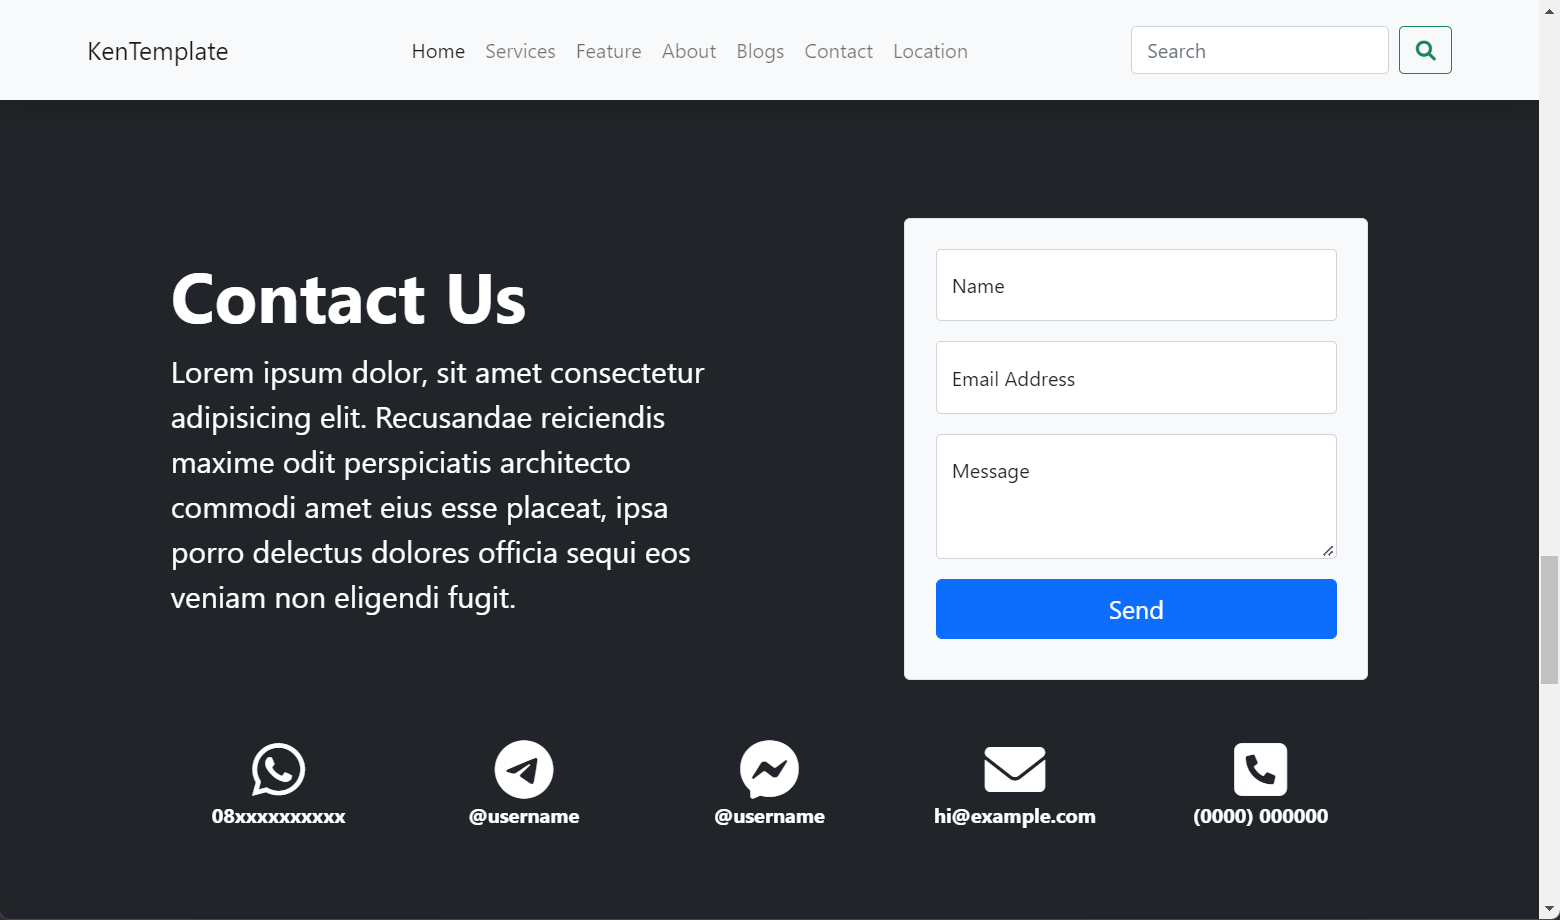 KenTemplate
Home Services Feature About Blogs Contact Location
Search
Contact Us
Lorem ipsum dolor, sit amet consectetur
adipisicing elit. Recusandae reiciendis
maxime odit perspiciatis architecto
commodi amet eius esse placeat, ipsa
porro delectus dolores officia sequi eos
veniam non eligendi fugit.
Name
Email Address
Message
Send
08xxxxxxxxxx
@username
@username
hi@example.com
(0000) 000000